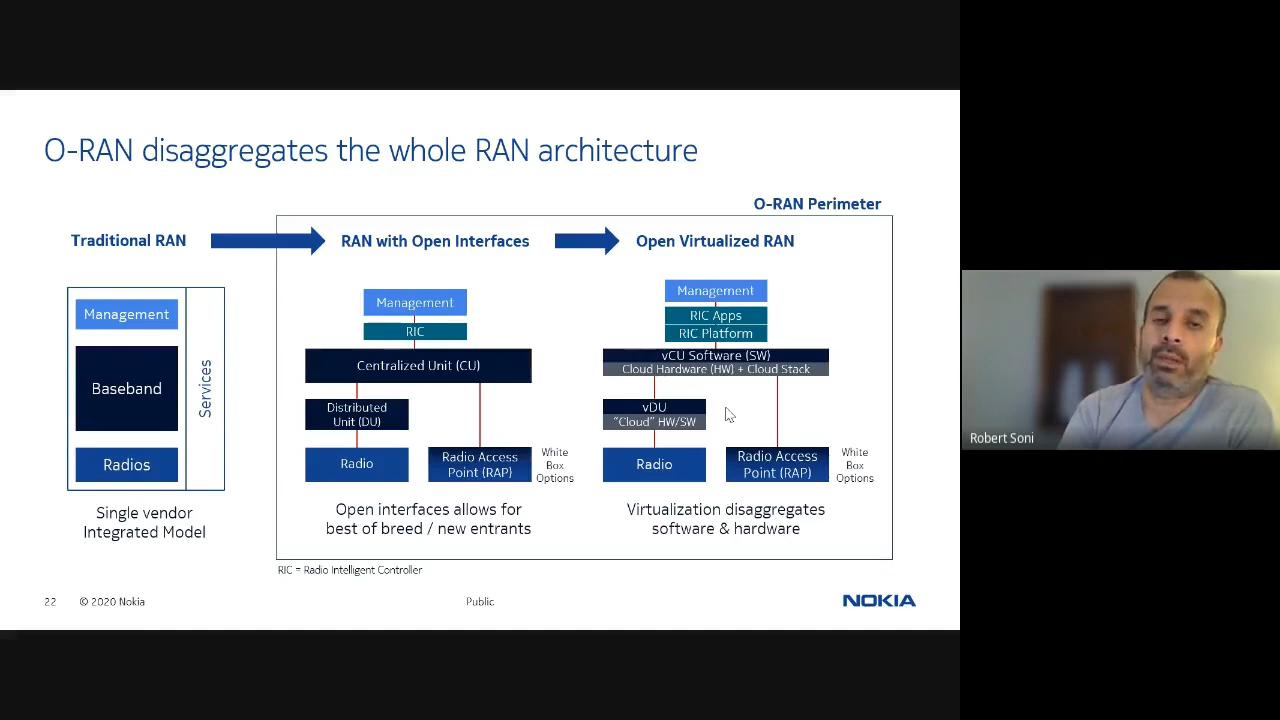 O-RAN disaggregates the whole RAN architecture
O-RAN Perimeter
Traditional RAN
RAN with Open Interfaces
Open Virtualized RAN
Management
Baseband
Radios
Services
Single vendor
Integrated Model
Management
RIC
Centralized Unit (CU)
Distributed
Unit (DU)
Radio
Radio Access
Point (RAP)
White
Box
Options
Open interfaces allows for
best of breed / new entrants
Management
RIC Apps
RIC Platform
vCU Software (SW)
Cloud Hardware (HW) + Cloud Stack
vDU
“Cloud” HW/SW
Radio
Radio Access
Point (RAP)
White
Box
Options
Virtualization disaggregates
software & hardware
RIC = Radio Intelligent Controller
22 © 2020 Nokia
Public
NOKIA
Robert Soni